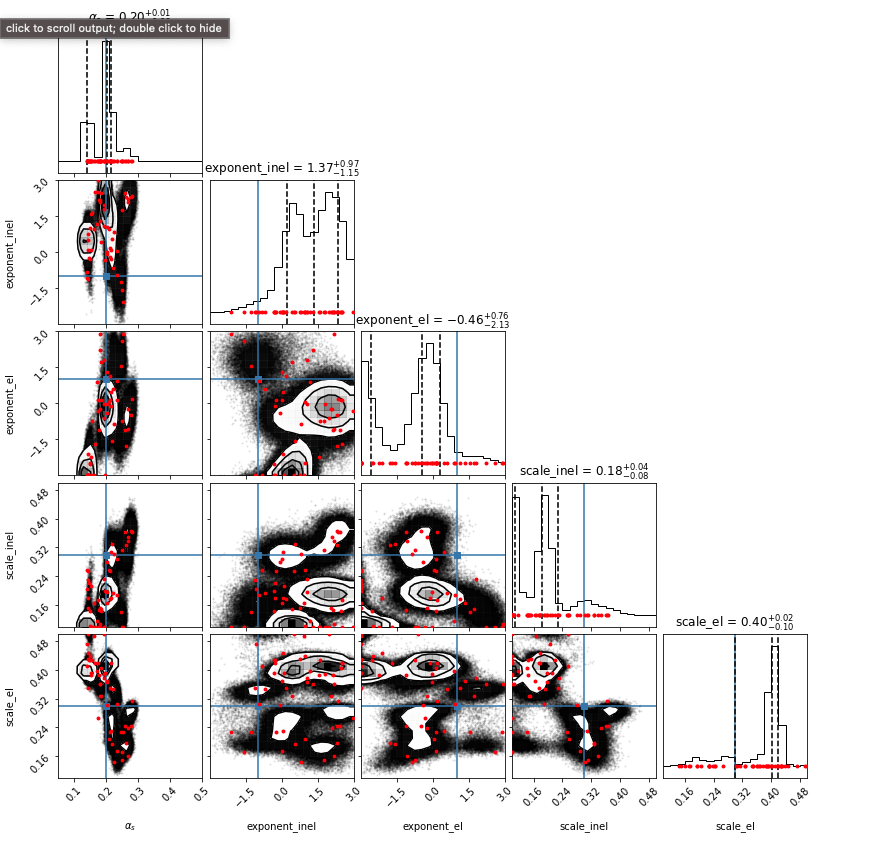 α_s = 0.20^{+0.01}
click to scroll output; double click to hide
exponent_inel = 1.37^{+0.97}_{-1.15}
3.0
1.5
0.0
−1.5
exponent_inel
exponent_el = −0.46^{+0.76}_{-2.13}
3.0
1.5
0.0
−1.5
exponent_el
scale_inel = 0.18^{+0.04}_{-0.08}
0.48
0.40
0.32
0.24
0.16
scale_inel
scale_el = 0.40^{+0.02}_{-0.10}
0.48
0.40
0.32
0.24
0.16
scale_el
0.1 0.2 0.3 0.4 0.5 −1.5 0.0 1.5 3.0 −1.5 0.0 1.5 3.0 0.16 0.24 0.32 0.40 0.48 0.16 0.24 0.32 0.40 0.48
α_s exponent_inel exponent_el scale_inel scale_el